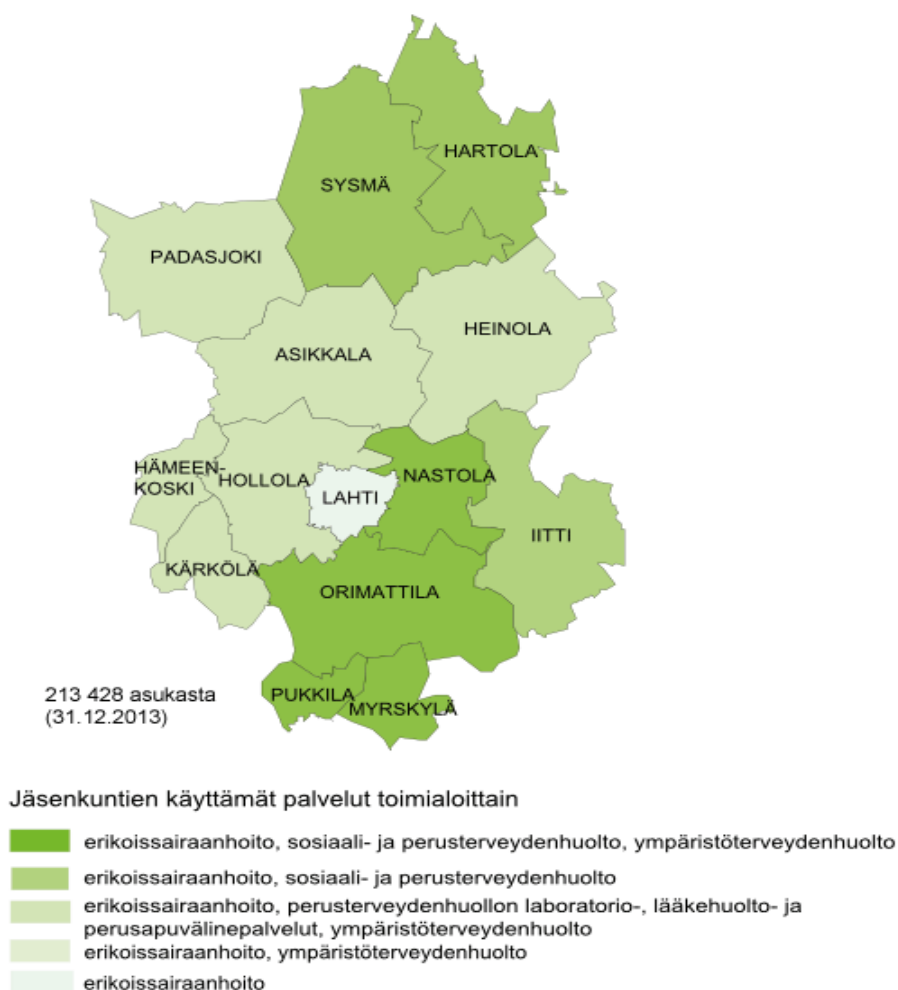 HARTOLA
SYSMÄ
PADASJOKI
HEINOLA
ASIKKALA
HÄMEEN-
KOSKI
HOLLOLA
NASTOLA
LAHTI
IITTI
KÄRKÖLÄ
ORIMATTILA
PUKKILA
MYRSKYLÄ
213 428 asukasta
(31.12.2013)
Jäsenkuntien käyttämät palvelut toimialoittain
erikoissairaanhoito, sosiaali- ja perusterveydenhuolto, ympäristöterveydenhuolto
erikoissairaanhoito, sosiaali- ja perusterveydenhuolto
erikoissairaanhoito, perusterveydenhuollon laboratorio-, lääkehuolto- ja
perusapuvälinepalvelut, ympäristöterveydenhuolto
erikoissairaanhoito, ympäristöterveydenhuolto
erikoissairaanhoito